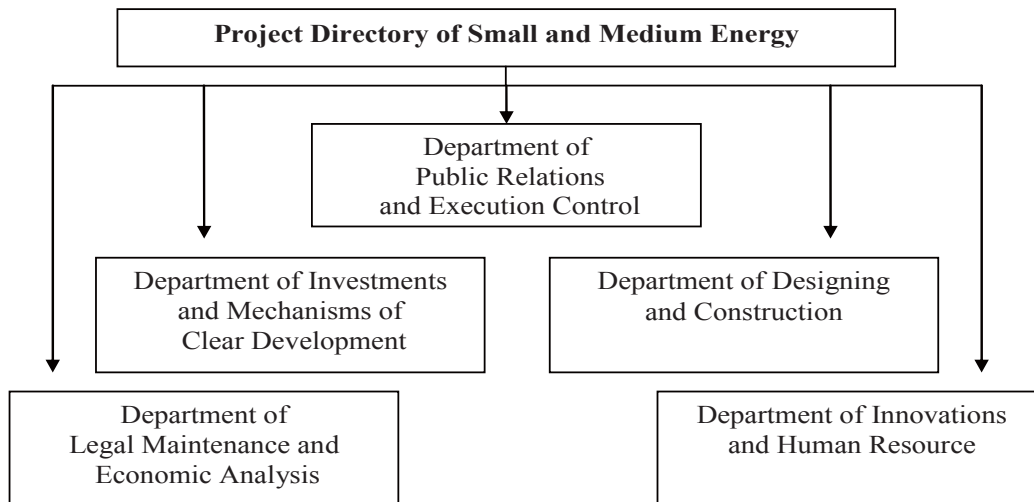 Project Directory of Small and Medium Energy
Department of
Public Relations
and Execution Control
Department of Investments
and Mechanisms of
Clear Development
Department of Designing
and Construction
Department of
Legal Maintenance and
Economic Analysis
Department of Innovations
and Human Resource